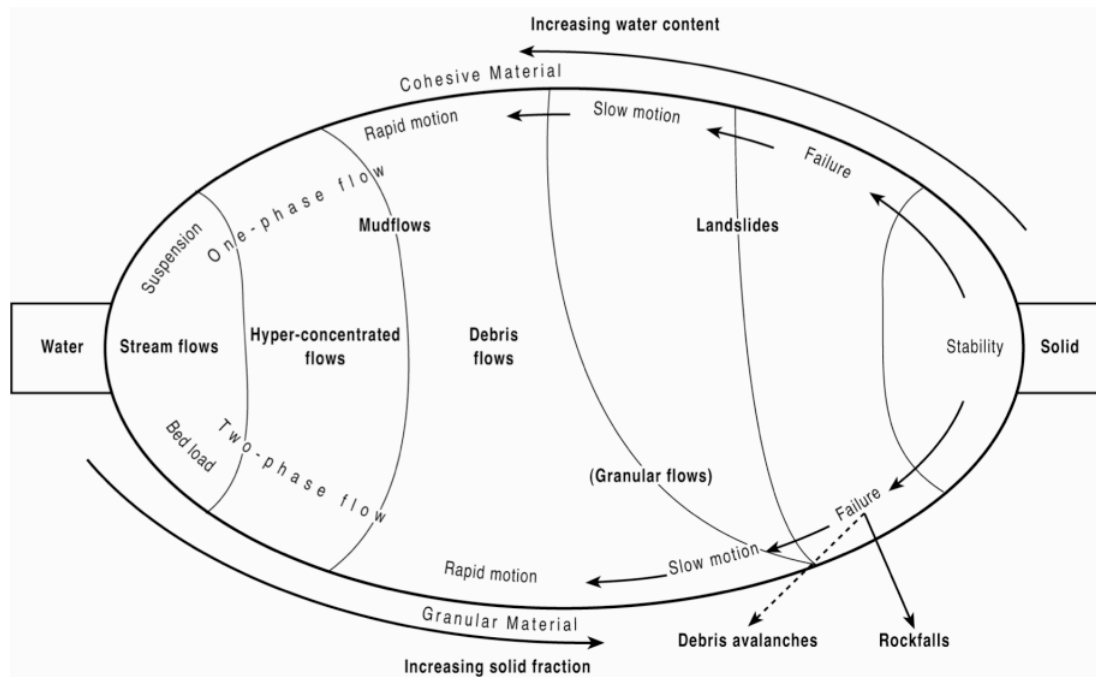 Increasing water content
Cohesive Material
Rapid motion
Slow motion
Failure
One-phase flow
Suspension
Mudflows
Landslides
Water
Stream flows
Hyper-concentrated
flows
Debris
flows
Stability
Solid
Bed load
Two-phase flow
(Granular flows)
Failure
Slow motion
Rapid motion
Granular Material
Debris avalanches
Rockfalls
Increasing solid fraction